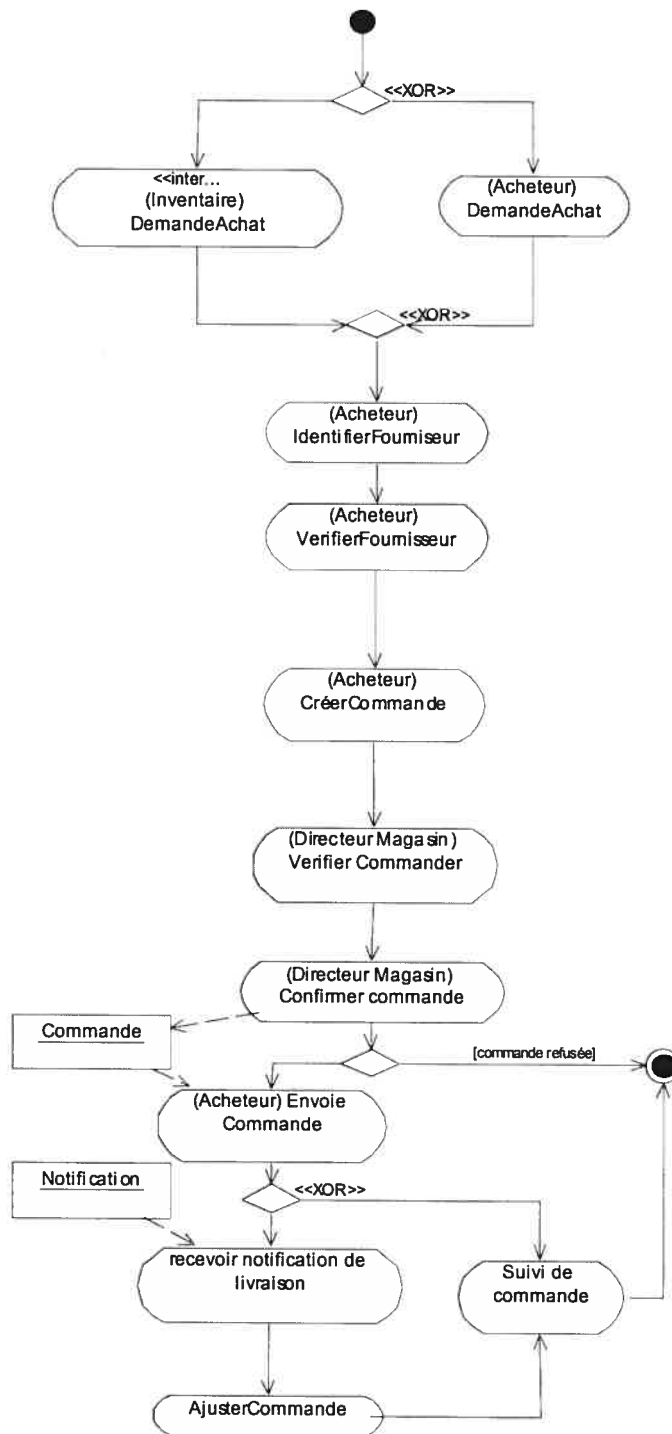 <<XOR>>
<<inter...
(Inventaire)
DemandeAchat
(Acheteur)
DemandeAchat
<<XOR>>
(Acheteur)
IdentifierFourniseur
(Acheteur)
VerifierFournisseur
(Acheteur)
CréerCommande
(Directeur Magasin)
Verifier Commander
(Directeur Magasin)
Confirmer commande
Commande
[commande refusée]
(Acheteur) Envoie
Commande
Notification
<<XOR>>
recevoir notification de
livraison
Suivi de
commande
AjusterCommande